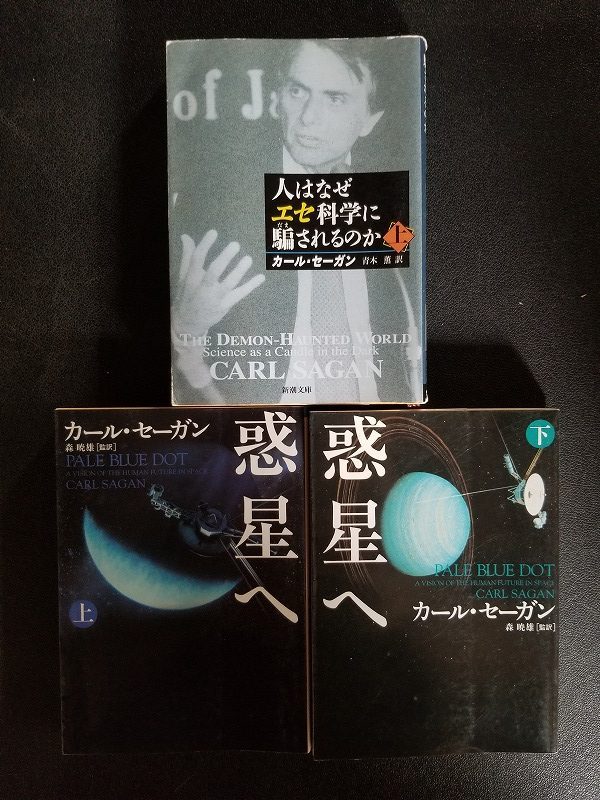 of Ja
人はなぜ
エセ科学に
だま
騙されるのか 上
カール・セーガン 青木 薫 訳
THE DEMON-HAUNTED WORLD
Science as a Candle in the Dark
CARL SAGAN
新潮文庫
カール・セーガン
森 暁雄[監訳]
PALE BLUE DOT
A VISION OF THE HUMAN FUTURE IN SPACE
CARL SAGAN
惑星へ
上
惑星へ
下
PALE BLUE DOT
A VISION OF THE HUMAN FUTURE IN SPACE
CARL SAGAN
カール・セーガン
森 暁雄[監訳]